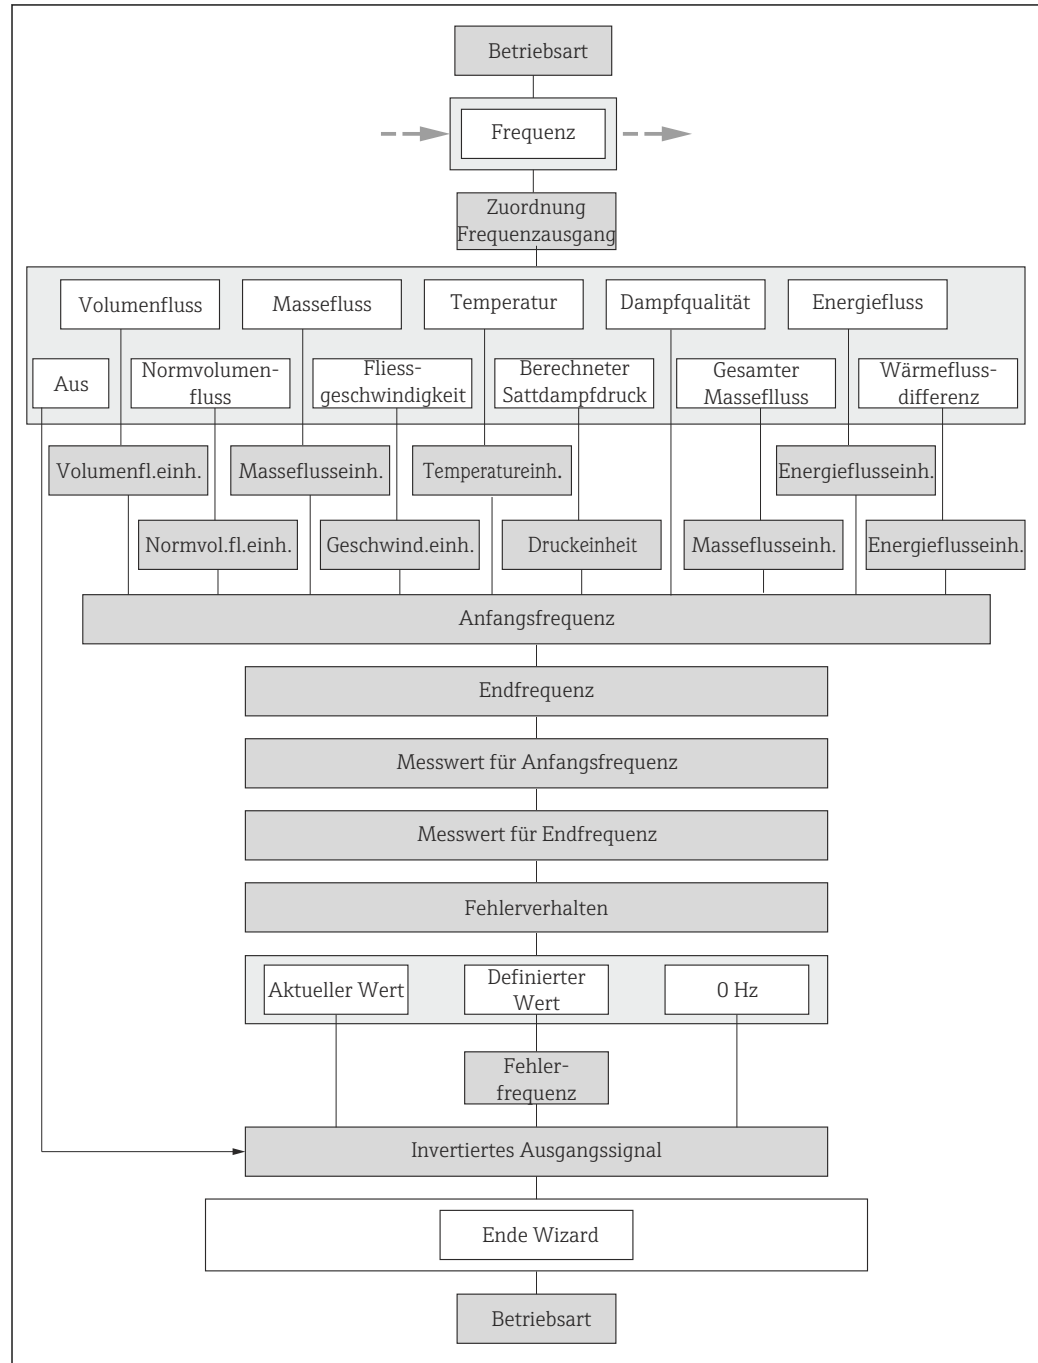 Betriebsart
Frequenz
Zuordnung
Frequenzausgang
Volumenfluss
Massefluss
Temperatur
Dampfqualität
Energiefluss
Aus
Normvolumen-
fluss
Fliess-
geschwindigkeit
Berechneter
Sattdampfdruck
Gesamter
Masseflluss
Wärmefluss-
differenz
Volumenfl.einh.
Masseflusseinh.
Temperatureinh.
Energieflusseinh.
Normvol.fl.einh.
Geschwind.einh.
Druckeinheit
Masseflusseinh.
Energieflusseinh.
Anfangsfrequenz
Endfrequenz
Messwert für Anfangsfrequenz
Messwert für Endfrequenz
Fehlerverhalten
Aktueller Wert
Definierter
Wert
0 Hz
Fehler-
frequenz
Invertiertes Ausgangssignal
Ende Wizard
Betriebsart